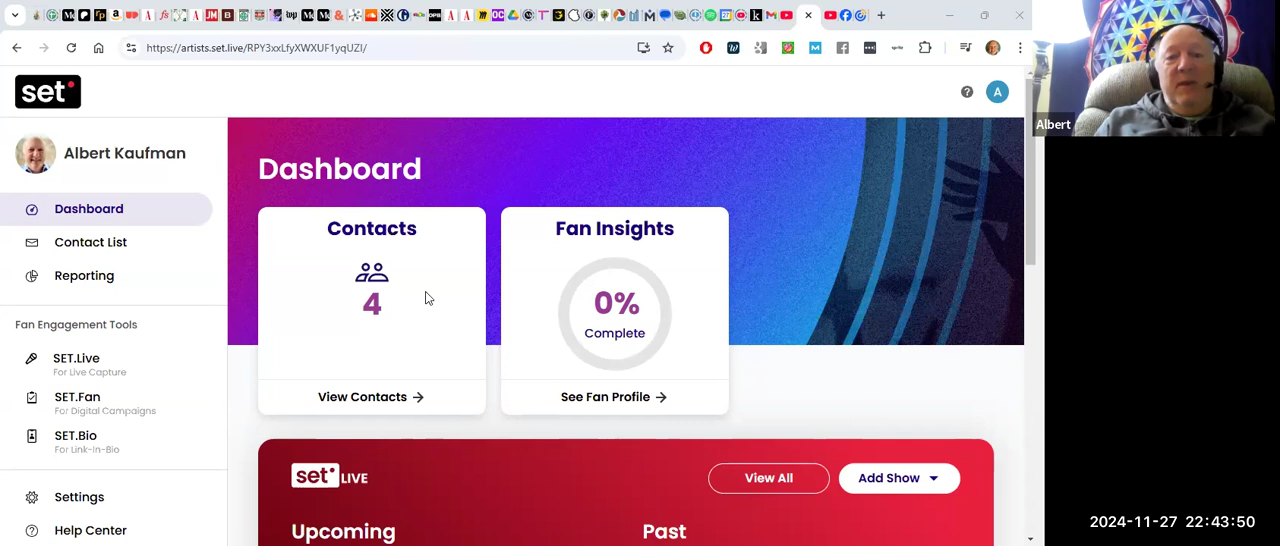 https://artists.set.live/RPY3xxLfyXWXUF1yqUZI/
set
A
Albert
Albert Kaufman
Dashboard
Contact List
Reporting
Fan Engagement Tools
SET.Live
For Live Capture
SET.Fan
For Digital Campaigns
SET.Bio
For Link-In-Bio
Settings
Help Center
Dashboard
Contacts
4
View Contacts →
Fan Insights
0%
Complete
See Fan Profile →
set LIVE
View All
Add Show
Upcoming
Past
2024-11-27 22:43:50